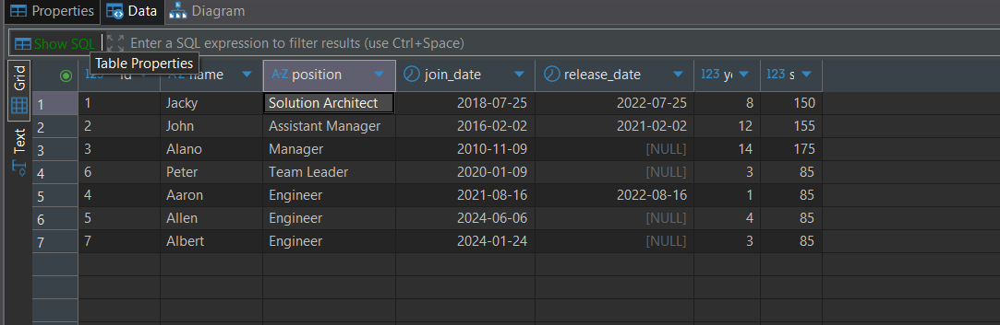 Properties Data Diagram
Show SQL Enter a SQL expression to filter results (use Ctrl+Space)
Table Properties
Grid
Text
123 id A-Z name A-Z position join_date release_date 123 ye 123 s
1 1 Jacky Solution Architect 2018-07-25 2022-07-25 8 150
2 2 John Assistant Manager 2016-02-02 2021-02-02 12 155
3 3 Alano Manager 2010-11-09 [NULL] 14 175
4 6 Peter Team Leader 2020-01-09 [NULL] 3 85
5 4 Aaron Engineer 2021-08-16 2022-08-16 1 85
6 5 Allen Engineer 2024-06-06 [NULL] 4 85
7 7 Albert Engineer 2024-01-24 [NULL] 3 85